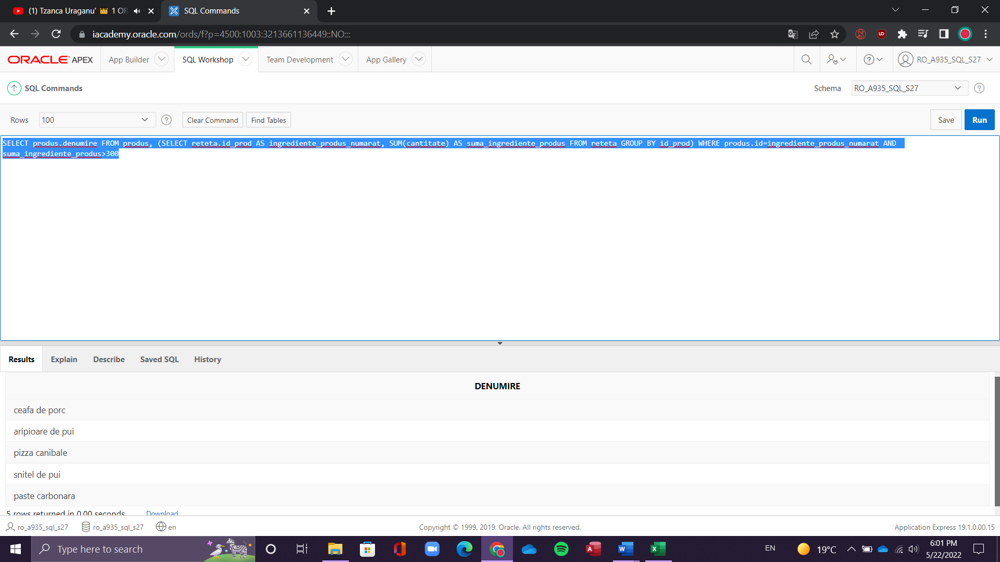 (1) Tzanca Uraganu' 👑 1 OR
SQL Commands
iacademy.oracle.com/ords/f?p=4500:1003:3213661136449::NO:::
ORACLE APEX
App Builder
SQL Workshop
Team Development
App Gallery
RO_A935_SQL_S27
SQL Commands
Schema
RO_A935_SQL_S27
Rows
100
Clear Command
Find Tables
Save
Run
SELECT produs.denumire FROM produs, (SELECT reteta.id_prod AS ingrediente_produs_numarat, SUM(cantitate) AS suma_ingrediente_produs FROM reteta GROUP BY id_prod) WHERE produs.id=ingrediente_produs_numarat AND
suma_ingrediente_produs>300
Results
Explain
Describe
Saved SQL
History
DENUMIRE
ceafa de porc
aripioare de pui
pizza canibale
snitel de pui
paste carbonara
5 rows returned in 0.00 seconds
Download
ro_a935_sql_s27
ro_a935_sql_s27
en
Copyright © 1999, 2019, Oracle. All rights reserved.
Application Express 19.1.0.00.15
Type here to search
EN
19°C
6:01 PM
5/22/2022